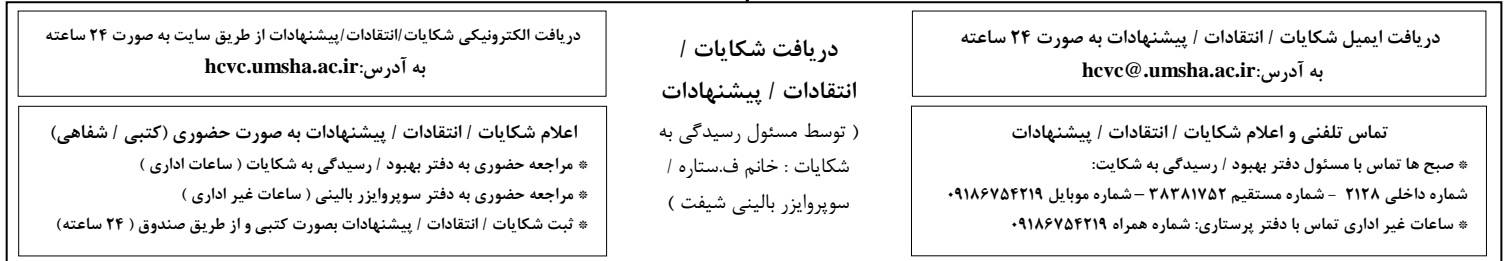 دریافت ایمیل شکایات / انتقادات / پیشنهادات به صورت ۲۴ ساعته
به آدرس:hcvc@.umsha.ac.ir
تماس تلفنی و اعلام شکایات / انتقادات / پیشنهادات
* صبح ها تماس با مسئول دفتر بهبود / رسیدگی به شکایت:
شماره داخلی ۲۱۲۸ - شماره مستقیم ۳۸۳۸۱۷۵۲ – شماره موبایل ۰۹۱۸۶۷۵۴۲۱۹
* ساعات غیر اداری تماس با دفتر پرستاری: شماره همراه ۰۹۱۸۶۷۵۴۲۱۹
دریافت شکایات /
انتقادات / پیشنهادات
( توسط مسئول رسیدگی به
شکایات : خانم ف.ستاره /
سوپروایزر بالینی شیفت )
دریافت الکترونیکی شکایات/انتقادات/پیشنهادات از طریق سایت به صورت ۲۴ ساعته
به آدرس:hcvc.umsha.ac.ir
اعلام شکایات / انتقادات / پیشنهادات به صورت حضوری (کتبی / شفاهی)
* مراجعه حضوری به دفتر بهبود / رسیدگی به شکایات ( ساعات اداری )
* مراجعه حضوری به دفتر سوپروایزر بالینی ( ساعات غیر اداری )
* ثبت شکایات / انتقادات / پیشنهادات بصورت کتبی و از طریق صندوق ( ۲۴ ساعته)